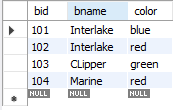 bid bname color
101 Interlake blue
102 Interlake red
103 CLipper green
104 Marine red
NULL NULL NULL